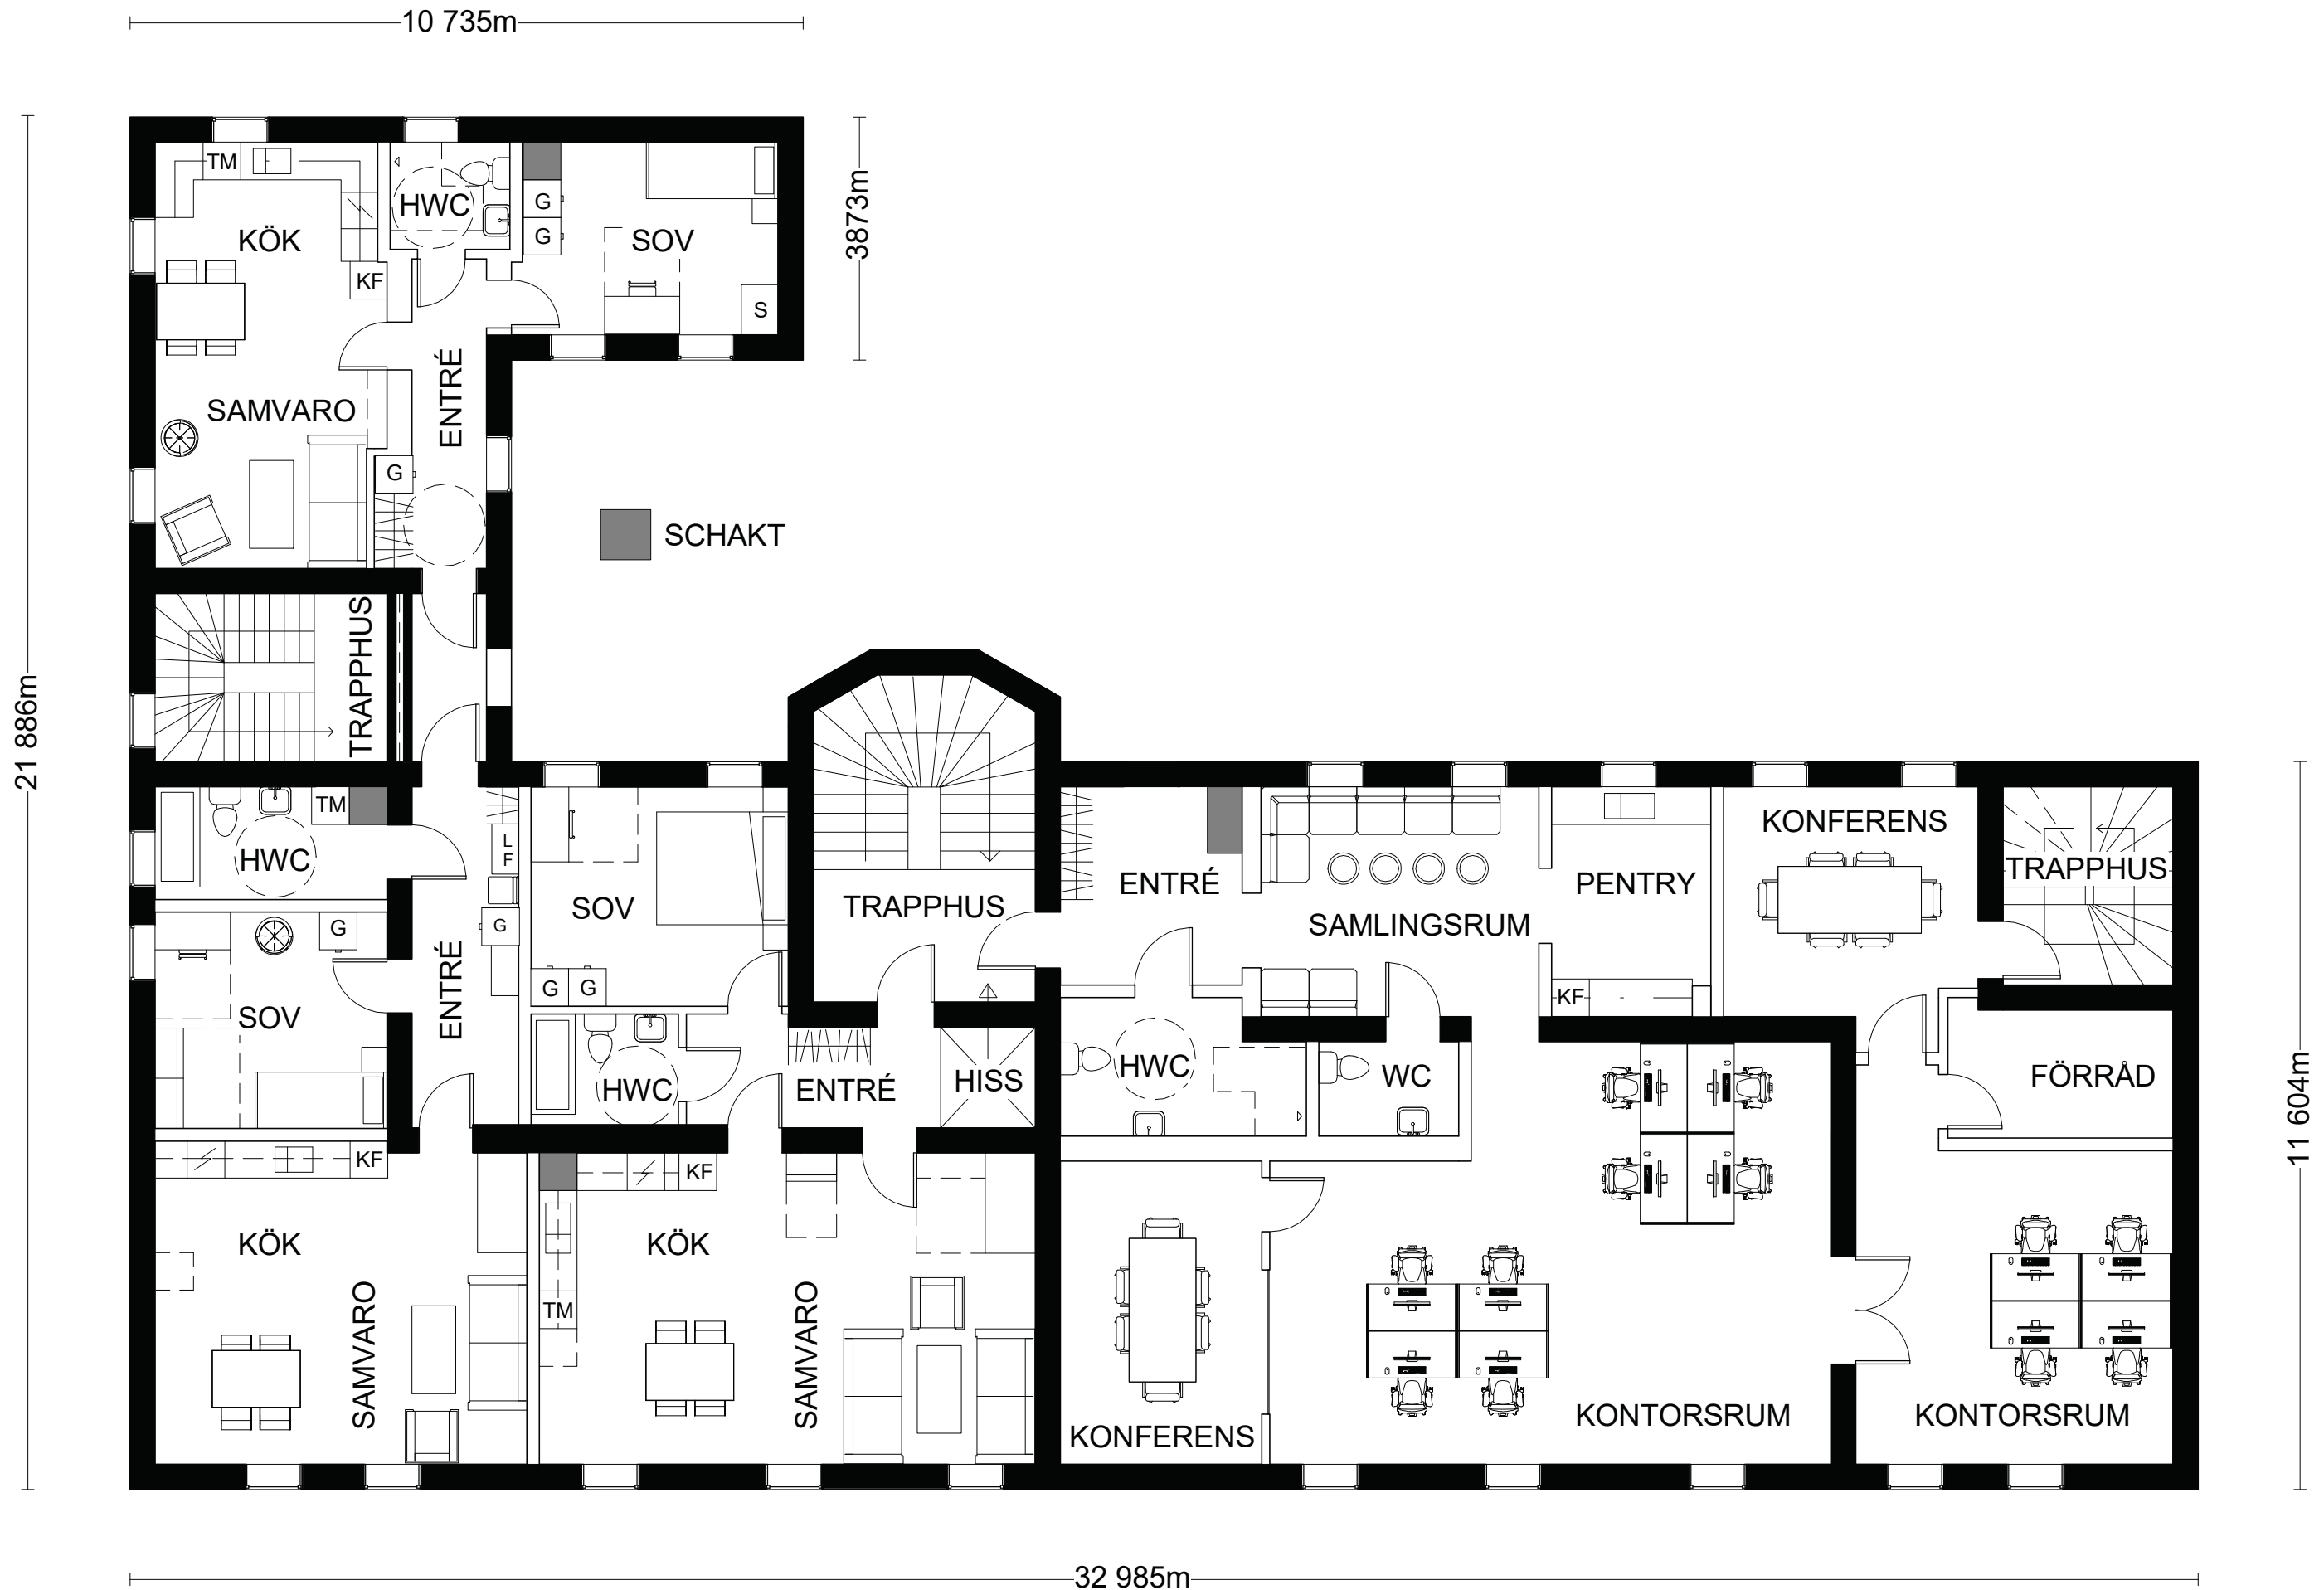 10 735m
TM
HWC
G
G
KÖK
SOV
3873m
KF
S
ENTRÉ
SAMVARO
G
SCHAKT
TRAPPHUS
21 886m
TM
HWC
L
F
G
G
SOV
ENTRÉ
SOV
G
G
HWC
KF
KÖK
SAMVARO
TRAPPHUS
ENTRÉ
HISS
KF
KÖK
TM
SAMVARO
ENTRÉ
SAMLINGSRUM
PENTRY
KF
KONFERENS
TRAPPHUS
HWC
WC
FÖRRÅD
11 604m
KONFERENS
KONTORSRUM
KONTORSRUM
32 985m